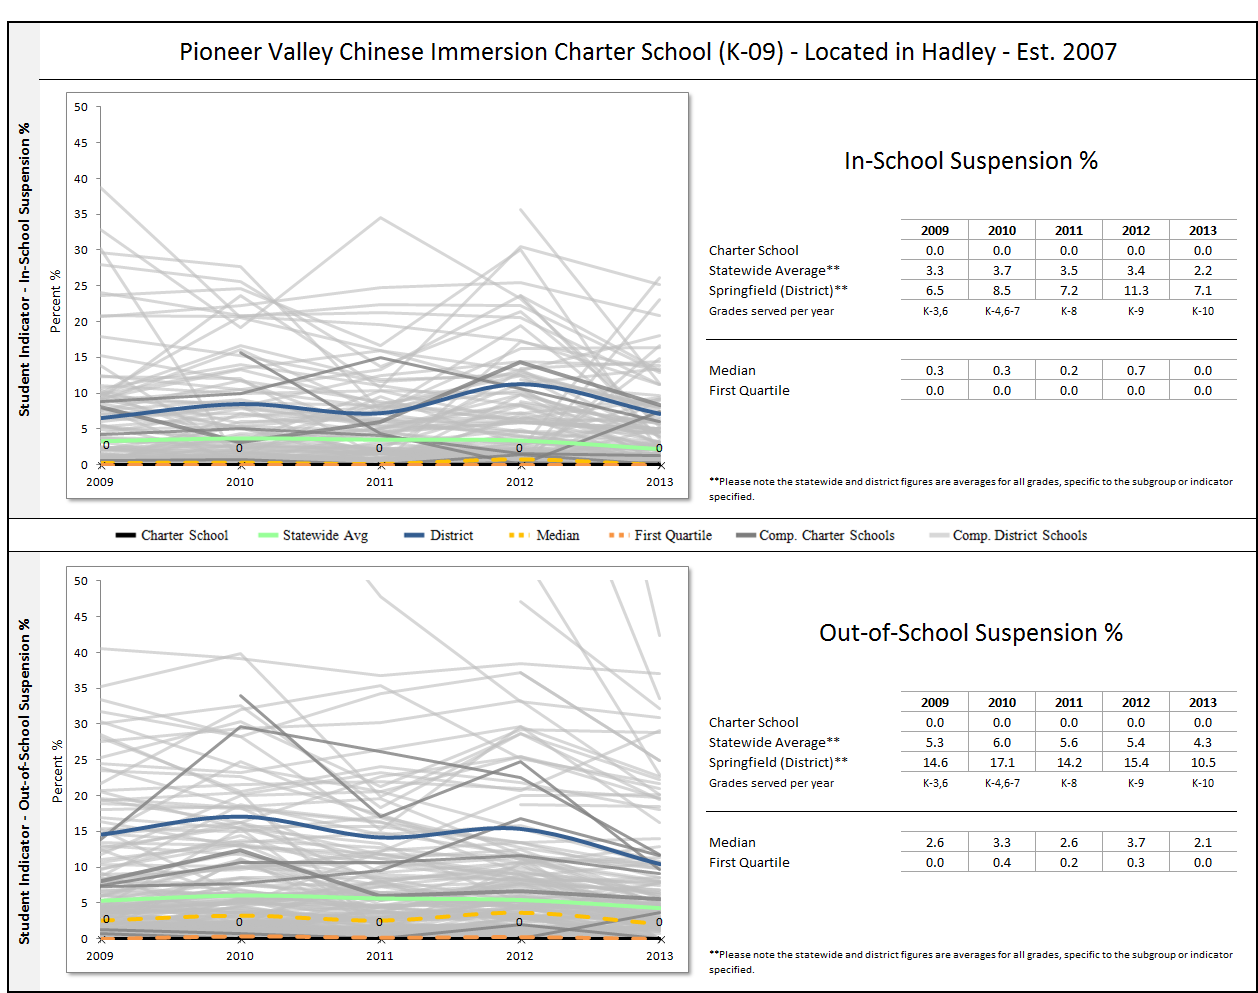 Pioneer Valley Chinese Immersion Charter School (K-09) - Located in Hadley - Est. 2007
Student Indicator - In-School Suspension %
Percent %
50
45
40
35
30
25
20
15
10
5
0
0
0
0
0
0
2009 2010 2011 2012 2013
In-School Suspension %
2009 2010 2011 2012 2013
Charter School 0.0 0.0 0.0 0.0 0.0
Statewide Average** 3.3 3.7 3.5 3.4 2.2
Springfield (District)** 6.5 8.5 7.2 11.3 7.1
Grades served per year K-3,6 K-4,6-7 K-8 K-9 K-10
Median 0.3 0.3 0.2 0.7 0.0
First Quartile 0.0 0.0 0.0 0.0 0.0
**Please note the statewide and district figures are averages for all grades, specific to the subgroup or indicator
specified.
Charter School Statewide Avg District Median First Quartile Comp. Charter Schools Comp. District Schools
Student Indicator - Out-of-School Suspension %
Percent %
50
45
40
35
30
25
20
15
10
5
0
0
0
0
0
0
2009 2010 2011 2012 2013
Out-of-School Suspension %
2009 2010 2011 2012 2013
Charter School 0.0 0.0 0.0 0.0 0.0
Statewide Average** 5.3 6.0 5.6 5.4 4.3
Springfield (District)** 14.6 17.1 14.2 15.4 10.5
Grades served per year K-3,6 K-4,6-7 K-8 K-9 K-10
Median 2.6 3.3 2.6 3.7 2.1
First Quartile 0.0 0.4 0.2 0.3 0.0
**Please note the statewide and district figures are averages for all grades, specific to the subgroup or indicator
specified.